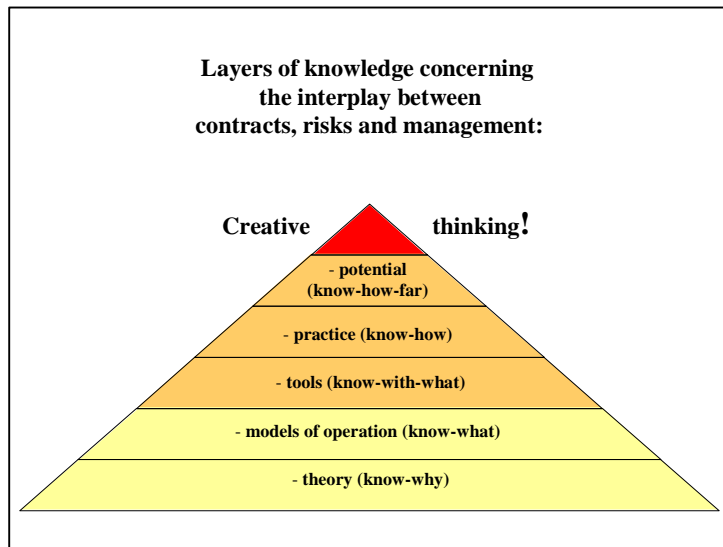 Layers of knowledge concerning
the interplay between
contracts, risks and management:
Creative thinking!
- potential
(know-how-far)
- practice (know-how)
- tools (know-with-what)
- models of operation (know-what)
- theory (know-why)